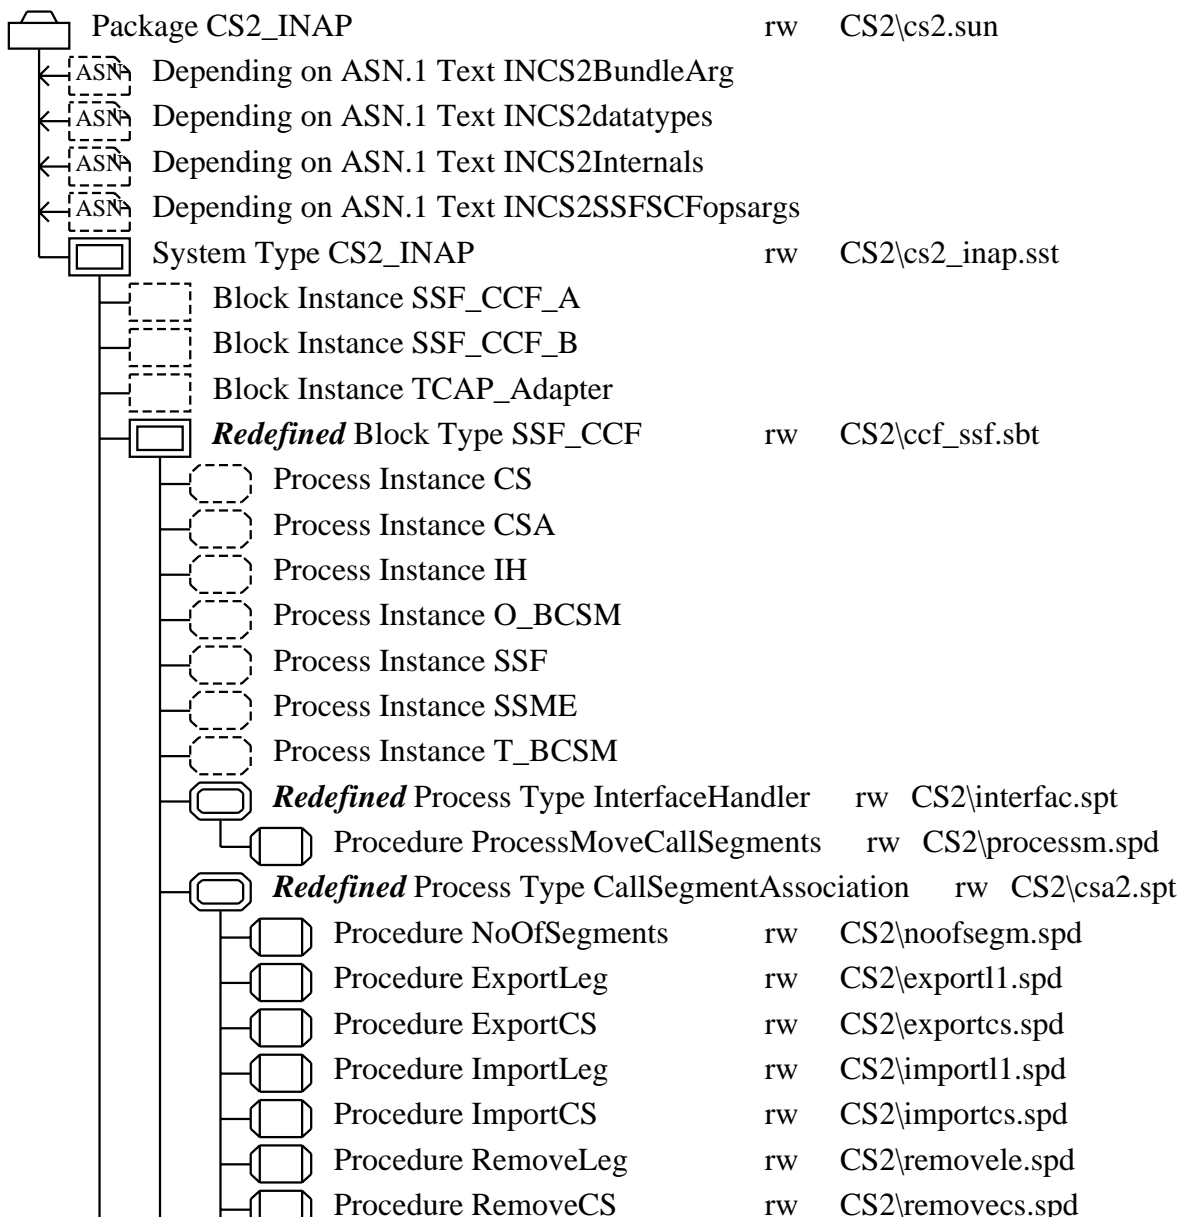 Package CS2_INAP rw CS2\cs2.sun
ASN Depending on ASN.1 Text INCS2BundleArg
ASN Depending on ASN.1 Text INCS2datatypes
ASN Depending on ASN.1 Text INCS2Internals
ASN Depending on ASN.1 Text INCS2SSFSCFopsargs
System Type CS2_INAP rw CS2\cs2_inap.sst
Block Instance SSF_CCF_A
Block Instance SSF_CCF_B
Block Instance TCAP_Adapter
Redefined Block Type SSF_CCF rw CS2\ccf_ssf.sbt
Process Instance CS
Process Instance CSA
Process Instance IH
Process Instance O_BCSM
Process Instance SSF
Process Instance SSME
Process Instance T_BCSM
Redefined Process Type InterfaceHandler rw CS2\interfac.spt
Procedure ProcessMoveCallSegments rw CS2\processm.spd
Redefined Process Type CallSegmentAssociation rw CS2\csa2.spt
Procedure NoOfSegments rw CS2\noofsegm.spd
Procedure ExportLeg rw CS2\exportl1.spd
Procedure ExportCS rw CS2\exportcs.spd
Procedure ImportLeg rw CS2\importl1.spd
Procedure ImportCS rw CS2\importcs.spd
Procedure RemoveLeg rw CS2\removele.spd
Procedure RemoveCS rw CS2\removecs.spd